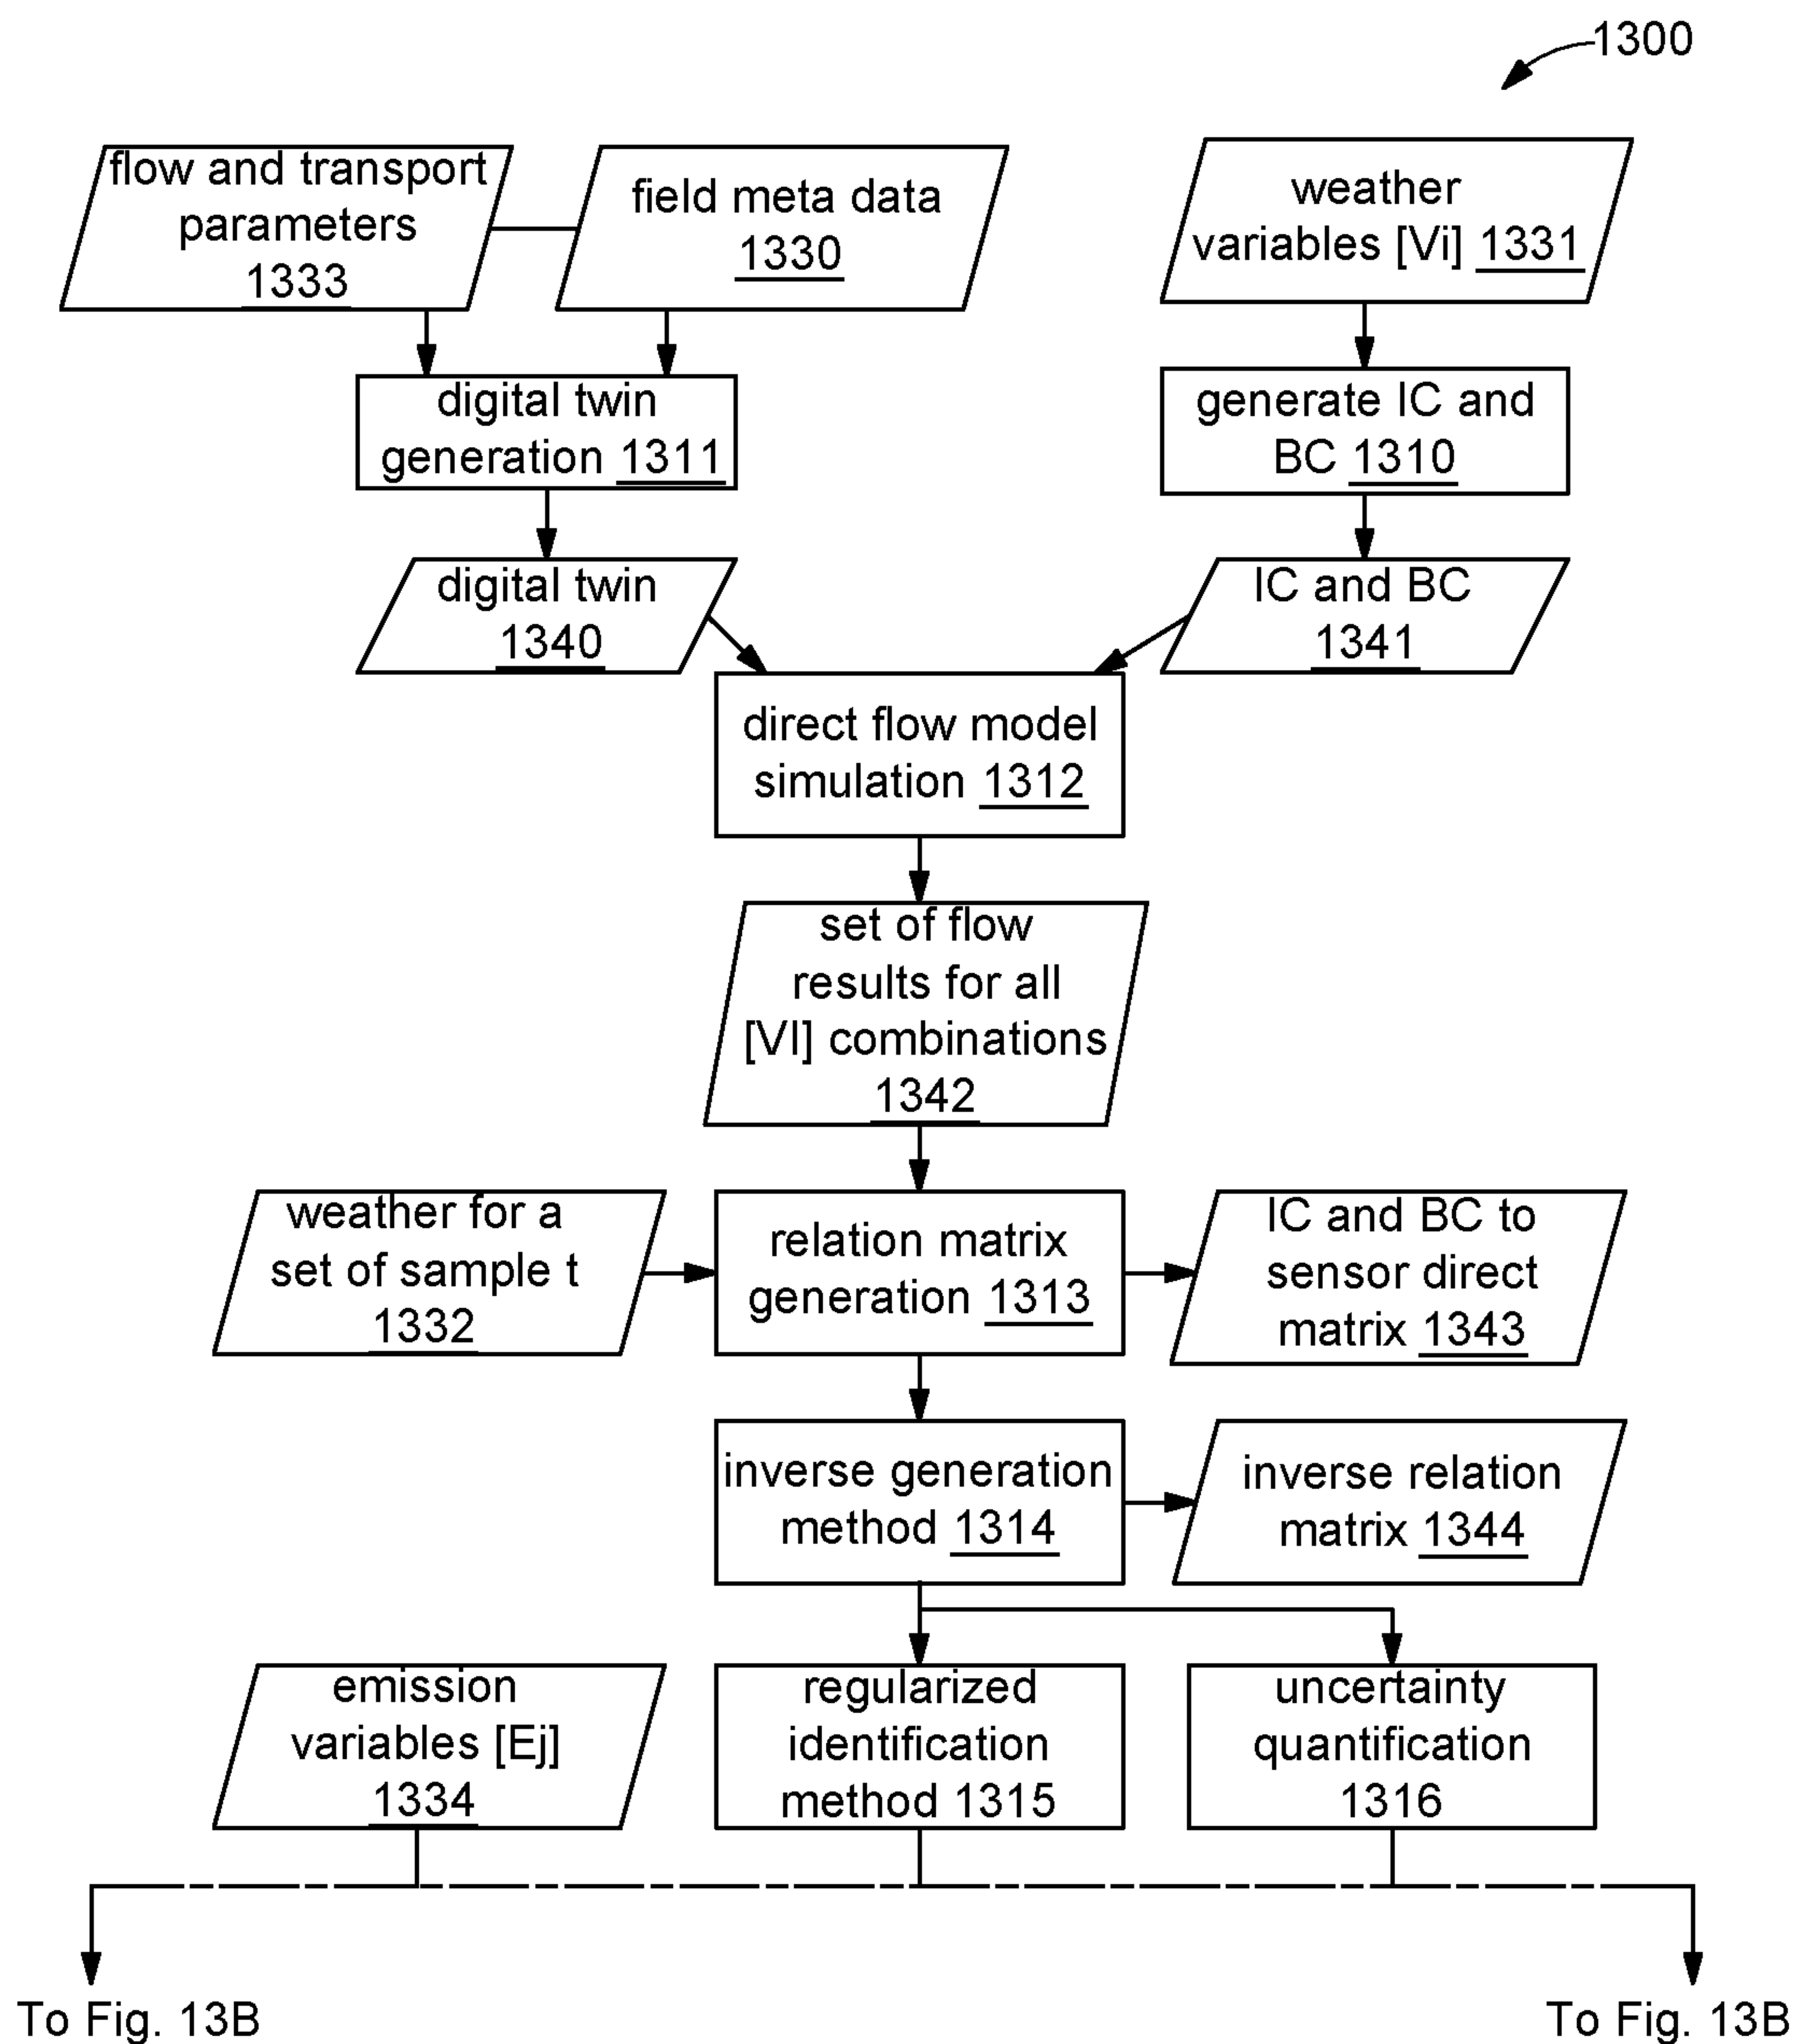 1300
flow and transport
parameters
1333
field meta data
1330
weather
variables [Vi] 1331
digital twin
generation 1311
generate IC and
BC 1310
digital twin
1340
IC and BC
1341
direct flow model
simulation 1312
set of flow
results for all
[VI] combinations
1342
weather for a
set of sample t
1332
relation matrix
generation 1313
IC and BC to
sensor direct
matrix 1343
inverse generation
method 1314
inverse relation
matrix 1344
emission
variables [Ej]
1334
regularized
identification
method 1315
uncertainty
quantification
1316
To Fig. 13B
To Fig. 13B